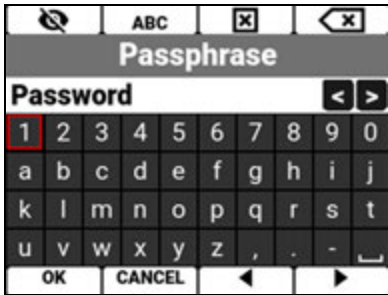 ABC
Passphrase
Password < >
1 2 3 4 5 6 7 8 9 0
a b c d e f g h i j
k l m n o p q r s t
u v w x y z , . -
OK CANCEL